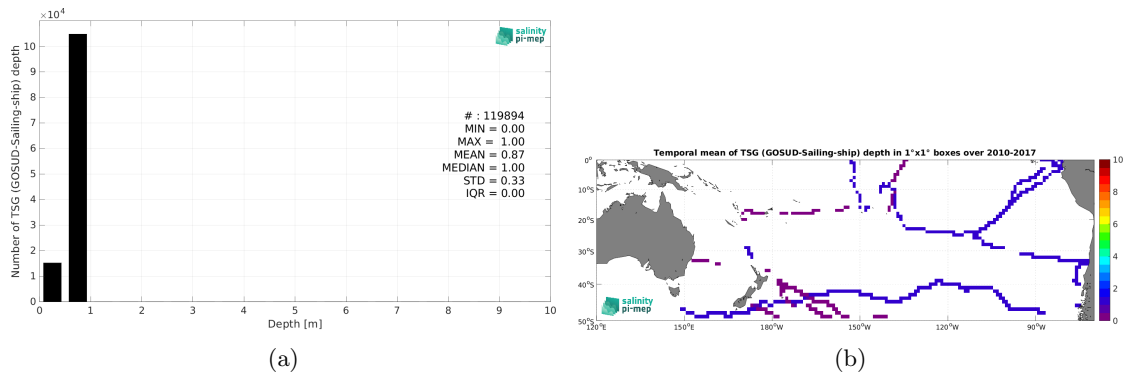 ×10⁴
10
9
8
7
6
5
4
3
2
1
0
Number of TSG (GOSUD-Sailing-ship) depth
salinity
pi-mep
# : 119894
MIN = 0.00
MAX = 1.00
MEAN = 0.87
MEDIAN = 1.00
STD = 0.33
IQR = 0.00
0 1 2 3 4 5 6 7 8 9 10
Depth [m]
(a)
Temporal mean of TSG (GOSUD-Sailing-ship) depth in 1°x1° boxes over 2010-2017
0°
10°S
20°S
30°S
40°S
50°S
salinity
pi-mep
120°E 150°E 180°W 150°W 120°W 90°W
10
8
6
4
2
0
(b)